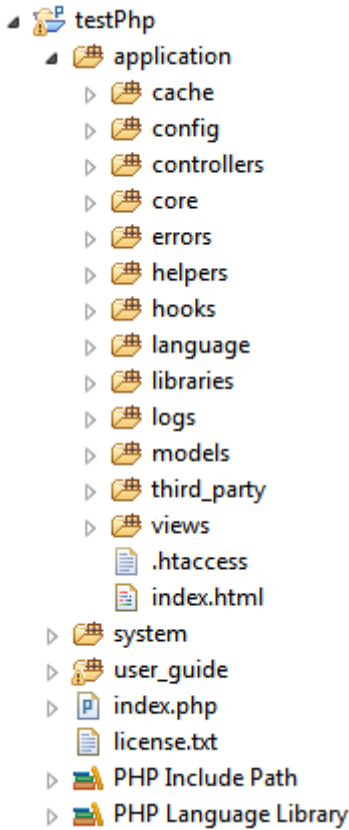 testPhp
application
cache
config
controllers
core
errors
helpers
hooks
language
libraries
logs
models
third_party
views
.htaccess
index.html
system
user_guide
index.php
license.txt
PHP Include Path
PHP Language Library